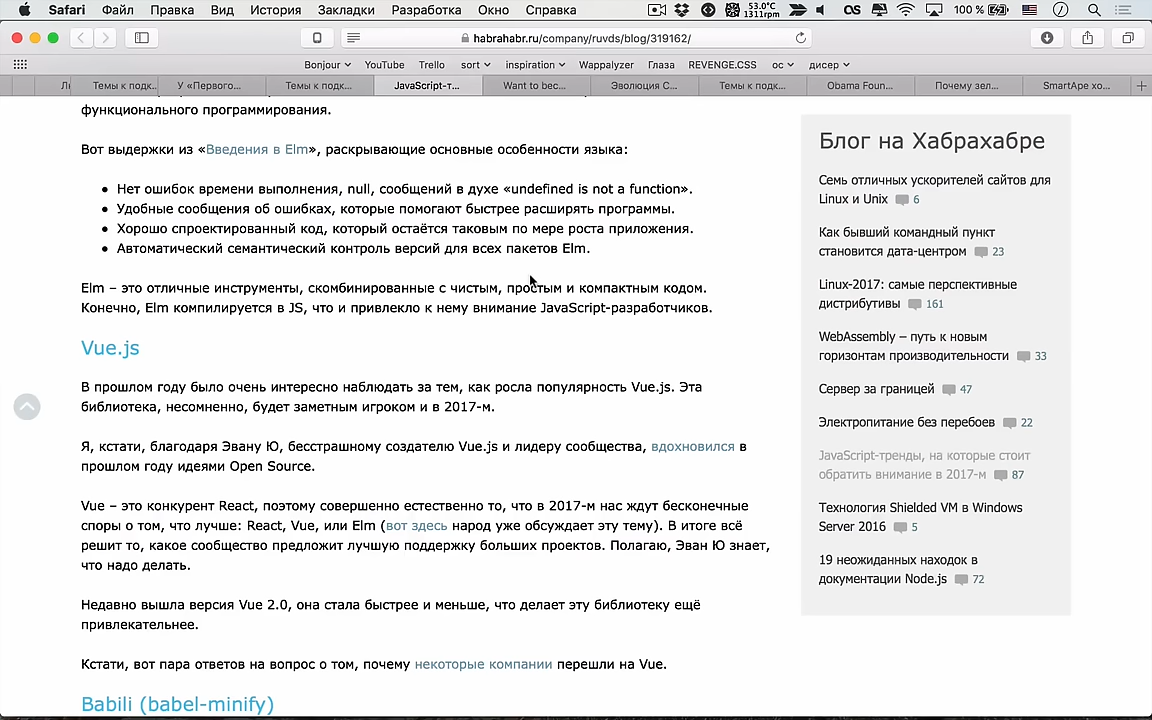 Safari Файл Правка Вид История Закладки Разработка Окно Справка 53.0°C 1311rpm 100 %
habrahabr.ru/company/ruvds/blog/319162/
Bonjour YouTube Trello sort inspiration Wappalyzer Глаза REVENGE.CSS ос дисер
Темы к подк... У «Первого... Темы к подк... JavaScript-т... Want to bec... Эволюция С... Темы к подк... Obama Foun... Почему зел... SmartApe хо...
функционального программирования.
Вот выдержки из «Введения в Elm», раскрывающие основные особенности языка:
Нет ошибок времени выполнения, null, сообщений в духе «undefined is not a function».
Удобные сообщения об ошибках, которые помогают быстрее расширять программы.
Хорошо спроектированный код, который остаётся таковым по мере роста приложения.
Автоматический семантический контроль версий для всех пакетов Elm.
Elm – это отличные инструменты, скомбинированные с чистым, простым и компактным кодом.
Конечно, Elm компилируется в JS, что и привлекло к нему внимание JavaScript-разработчиков.
Vue.js
В прошлом году было очень интересно наблюдать за тем, как росла популярность Vue.js. Эта
библиотека, несомненно, будет заметным игроком и в 2017-м.
Я, кстати, благодаря Эвану Ю, бесстрашному создателю Vue.js и лидеру сообщества, вдохновился в
прошлом году идеями Open Source.
Vue – это конкурент React, поэтому совершенно естественно то, что в 2017-м нас ждут бесконечные
споры о том, что лучше: React, Vue, или Elm (вот здесь народ уже обсуждает эту тему). В итоге всё
решит то, какое сообщество предложит лучшую поддержку больших проектов. Полагаю, Эван Ю знает,
что надо делать.
Недавно вышла версия Vue 2.0, она стала быстрее и меньше, что делает эту библиотеку ещё
привлекательнее.
Кстати, вот пара ответов на вопрос о том, почему некоторые компании перешли на Vue.
Babili (babel-minify)
Блог на Хабрахабре
Семь отличных ускорителей сайтов для
Linux и Unix 6
Как бывший командный пункт
становится дата-центром 23
Linux-2017: самые перспективные
дистрибутивы 161
WebAssembly – путь к новым
горизонтам производительности 33
Сервер за границей 47
Электропитание без перебоев 22
JavaScript-тренды, на которые стоит
обратить внимание в 2017-м 87
Технология Shielded VM в Windows
Server 2016 5
19 неожиданных находок в
документации Node.js 72